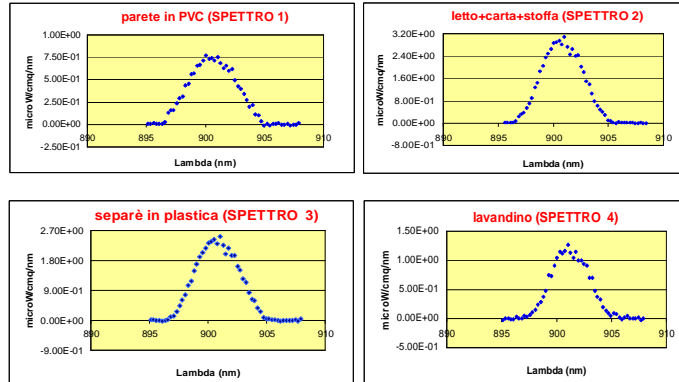 parete in PVC (SPETTRO 1)
microW/cmq/nm
1.00E+00
7.50E-01
5.00E-01
2.50E-01
0.00E+00
-2.50E-01
890 895 900 905 910
Lambda (nm)
letto+carta+stoffa (SPETTRO 2)
microW/cmq/nm
3.20E+00
2.40E+00
1.60E+00
8.00E-01
0.00E+00
-8.00E-01
890 895 900 905 910
Lambda (nm)
separè in plastica (SPETTRO 3)
microW/cmq/nm
2.70E+00
1.80E+00
9.00E-01
0.00E+00
-9.00E-01
890 895 900 905 910
Lambda (nm)
lavandino (SPETTRO 4)
microW/cmq/nm
1.50E+00
1.00E+00
5.00E-01
0.00E+00
-5.00E-01
890 895 900 905 910
Lambda (nm)